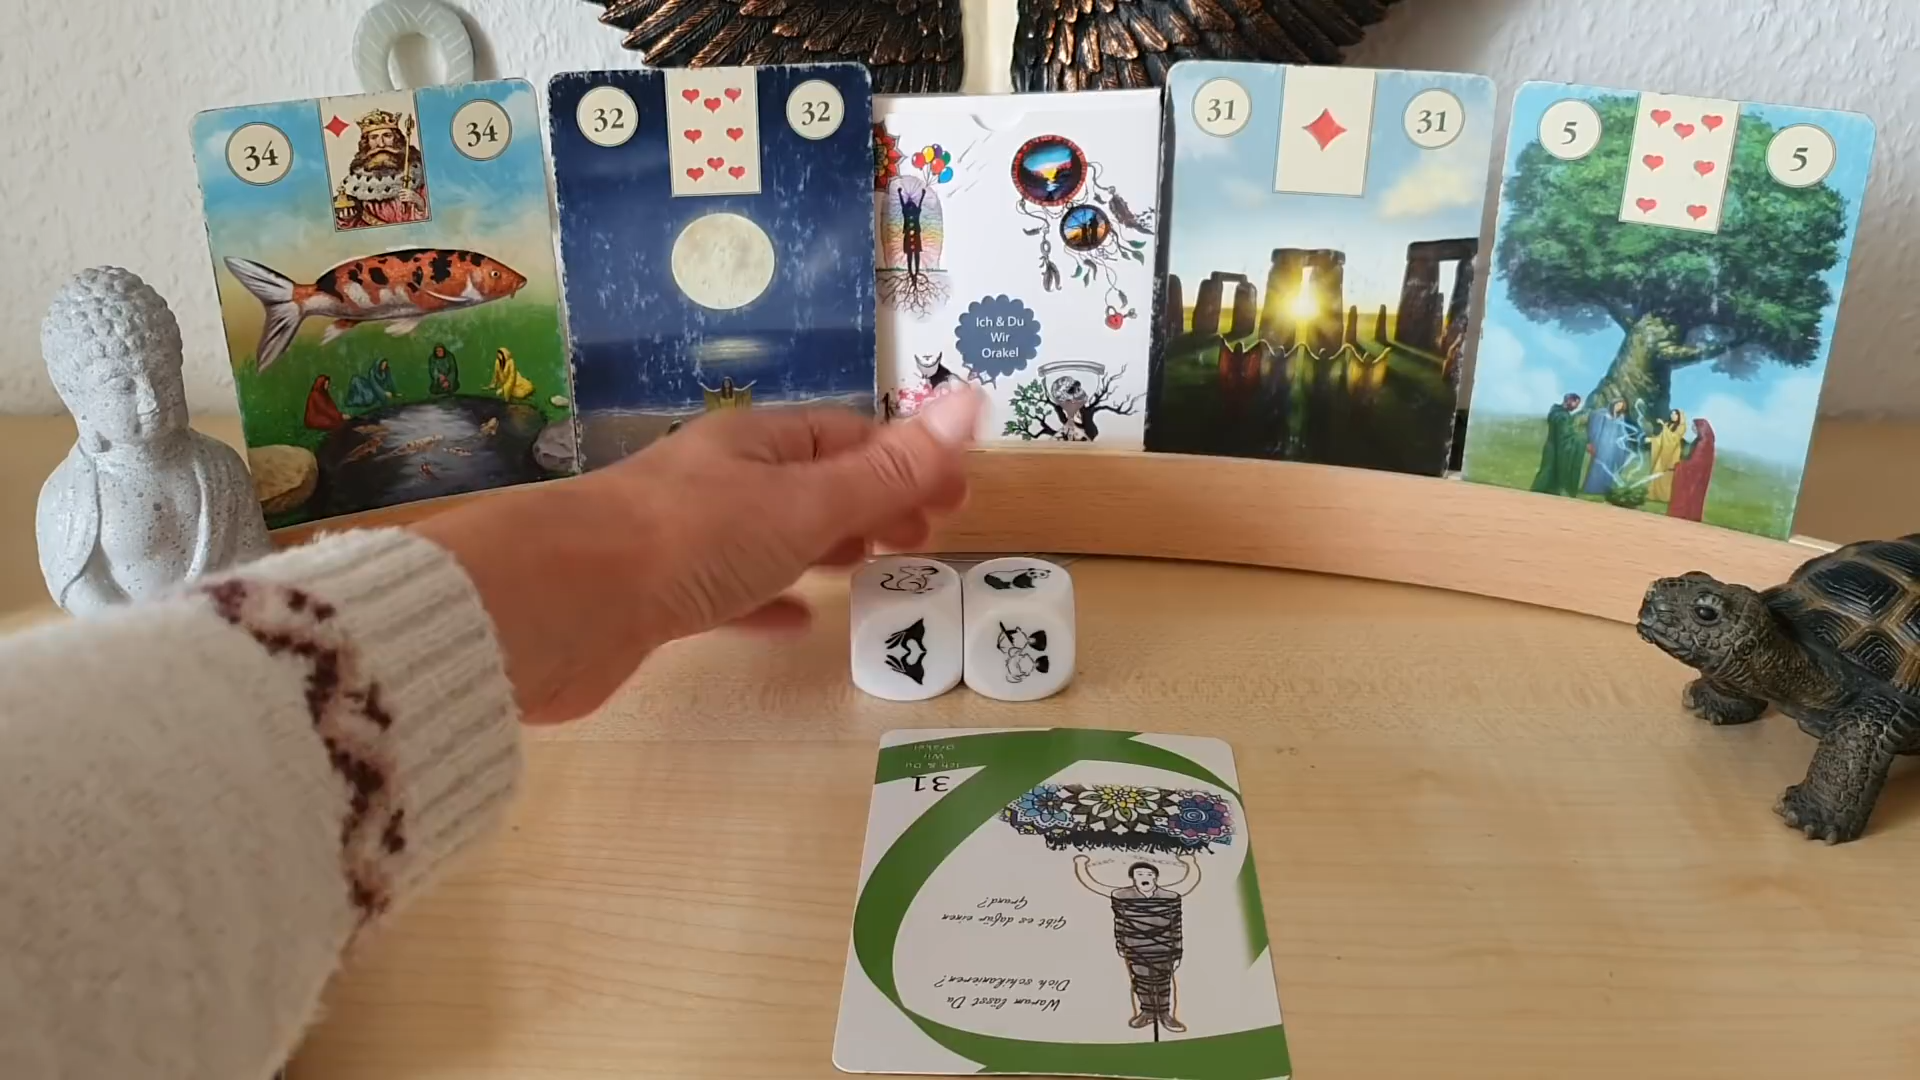 34
34
32
32
31
31
5
5
Ich & Du
Wir
Orakel
Ich & Du
Wir
Orakel
31
Warum lässt Du
Dich schikanieren?
Gibt es dafür einen
Grund?